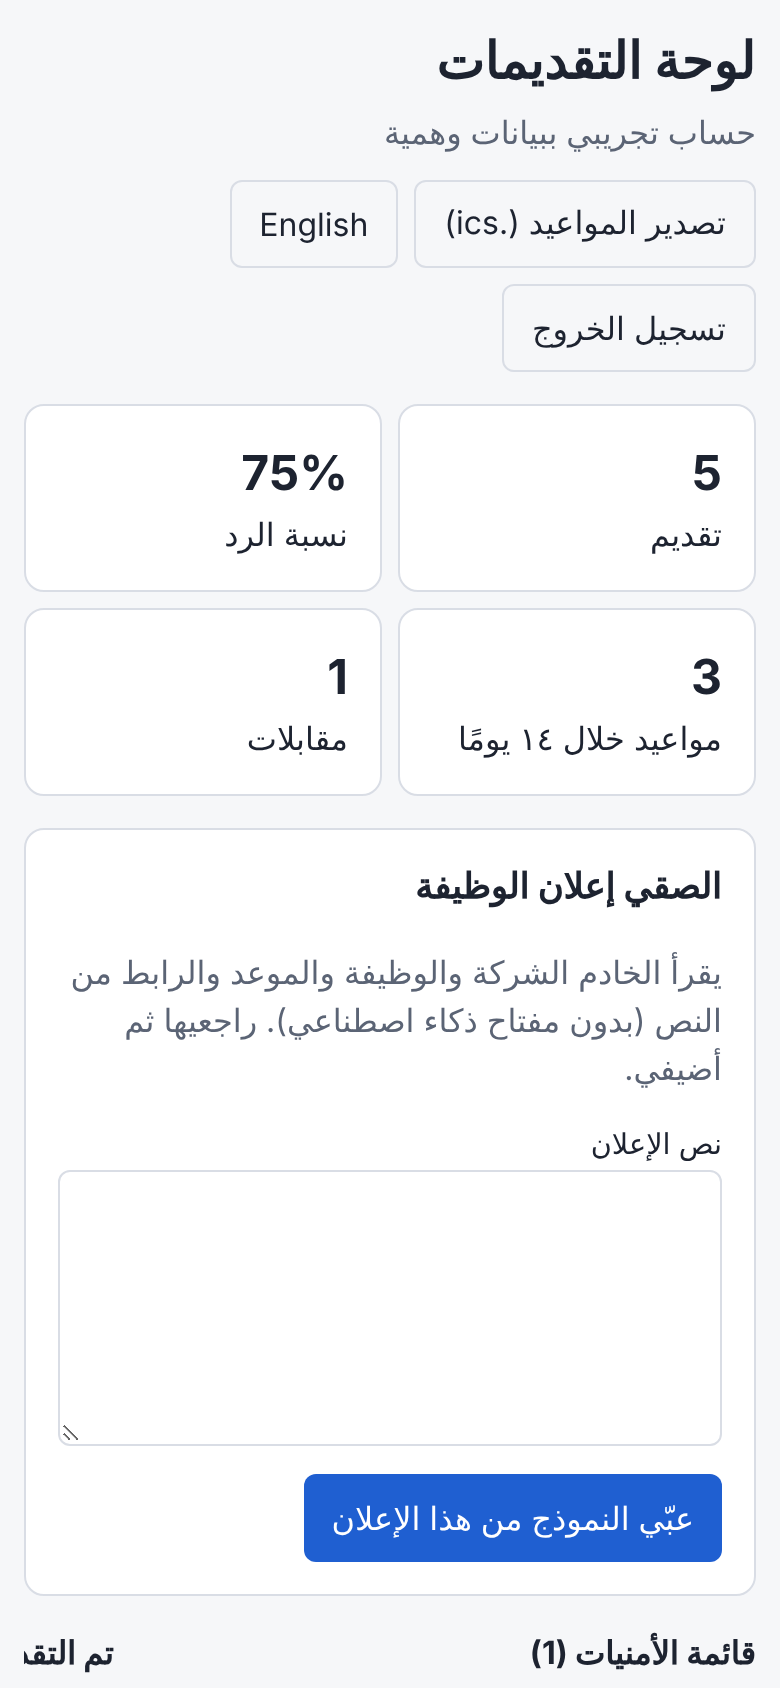 لوحة التقديمات
حساب تجريبي ببيانات وهمية
تصدير المواعيد (.ics)
English
تسجيل الخروج
5
تقديم
75%
نسبة الرد
3
مواعيد خلال ١٤ يومًا
1
مقابلات
الصقي إعلان الوظيفة
يقرأ الخادم الشركة والوظيفة والموعد والرابط من
النص (بدون مفتاح ذكاء اصطناعي). راجعيها ثم
أضيفي.
نص الإعلان
عبّي النموذج من هذا الإعلان
قائمة الأمنيات (1)
تم